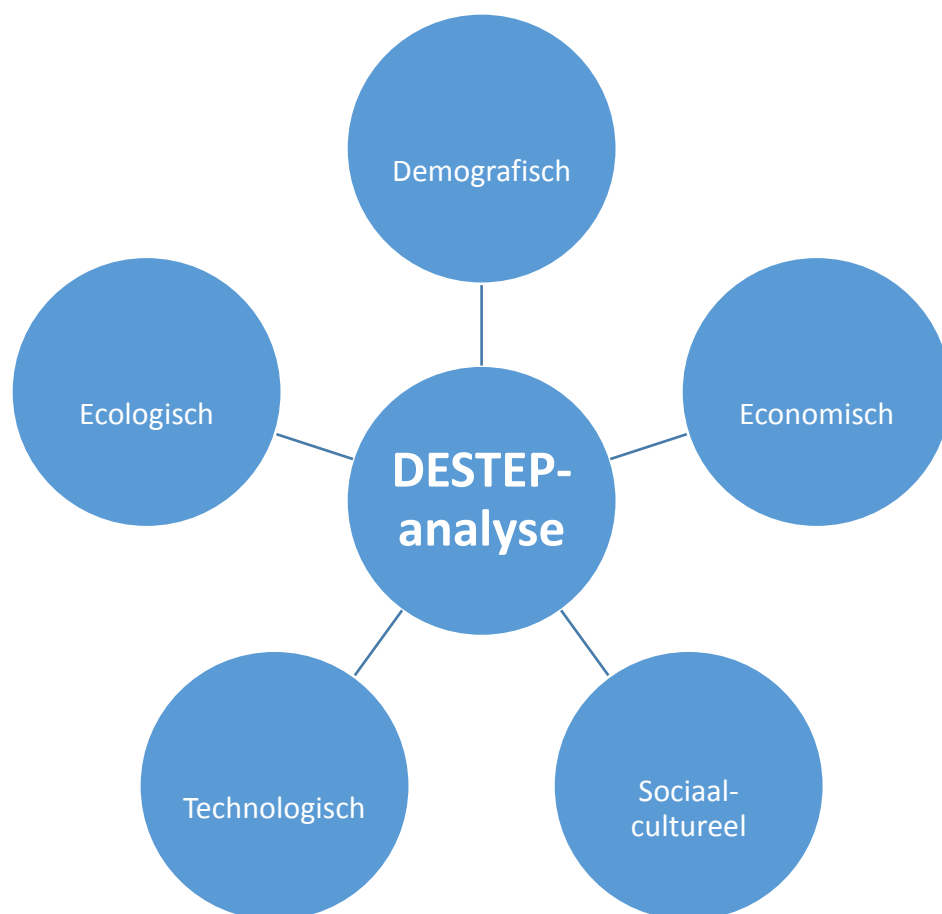 Demografisch
Ecologisch
Economisch
DESTEP-
analyse
Technologisch
Sociaal-
cultureel